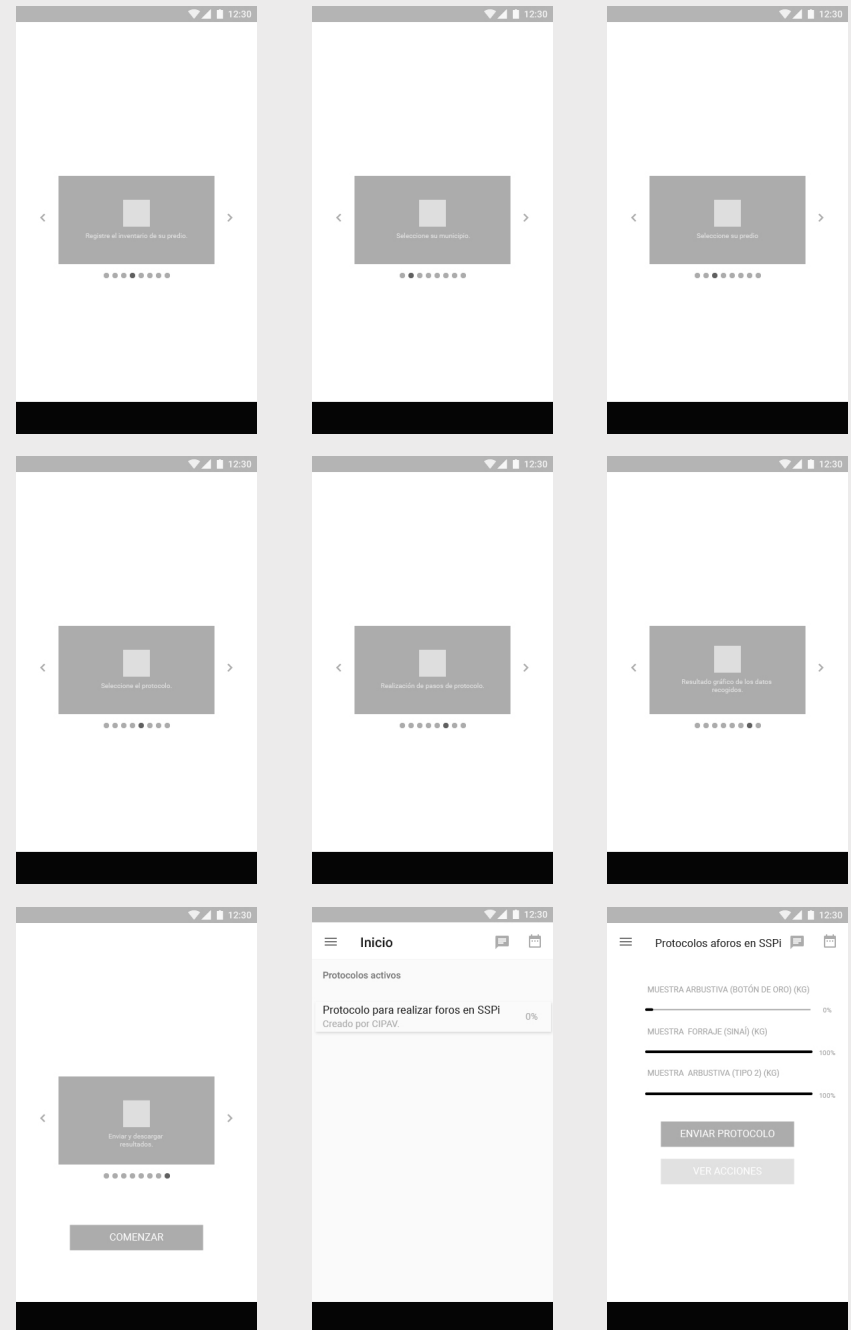 12:30
Registre el inventario de su predio.
12:30
Seleccione su municipio.
12:30
Seleccione su predio
12:30
Seleccione el protocolo.
12:30
Realización de pasos de protocolo.
12:30
Resultado gráfico de los datos
recogidos.
12:30
Enviar y descargar
resultados.
COMENZAR
12:30
Inicio
Protocolos activos
Protocolo para realizar foros en SSPi
Creado por CIPAV.
0%
12:30
Protocolos aforos en SSPi
MUESTRA ARBUSTIVA (BOTÓN DE ORO) (KG)
0%
MUESTRA FORRAJE (SINAÍ) (KG)
100%
MUESTRA ARBUSTIVA (TIPO 2) (KG)
100%
ENVIAR PROTOCOLO
VER ACCIONES